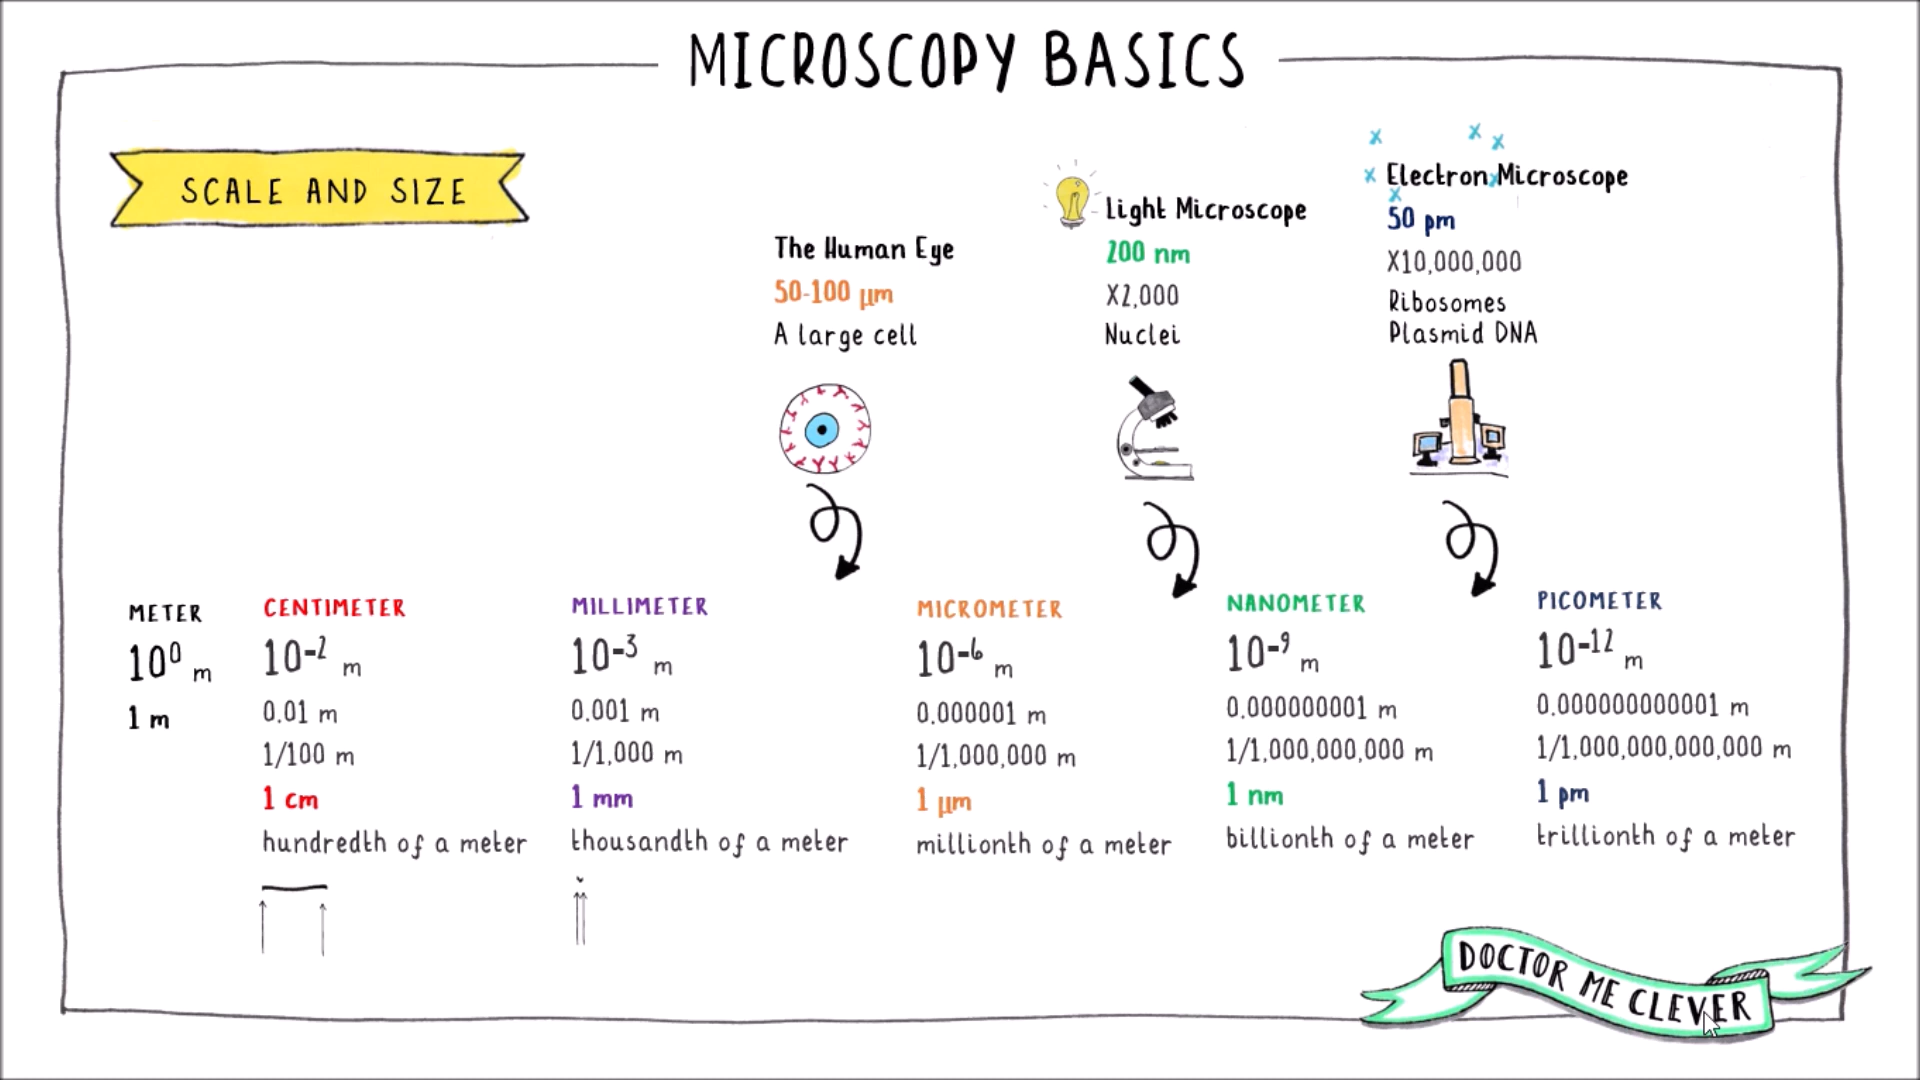 MICROSCOPY BASICS
SCALE AND SIZE
The Human Eye
50-100 µm
A large cell
Light Microscope
200 nm
X2,000
Nuclei
Electron Microscope
50 pm
X10,000,000
Ribosomes
Plasmid DNA
METER
10⁰ m
1 m
CENTIMETER
10⁻² m
0.01 m
1/100 m
1 cm
hundredth of a meter
MILLIMETER
10⁻³ m
0.001 m
1/1,000 m
1 mm
thousandth of a meter
MICROMETER
10⁻⁶ m
0.000001 m
1/1,000,000 m
1 µm
millionth of a meter
NANOMETER
10⁻⁹ m
0.000000001 m
1/1,000,000,000 m
1 nm
billionth of a meter
PICOMETER
10⁻¹² m
0.000000000001 m
1/1,000,000,000,000 m
1 pm
trillionth of a meter
DOCTOR ME CLEVER